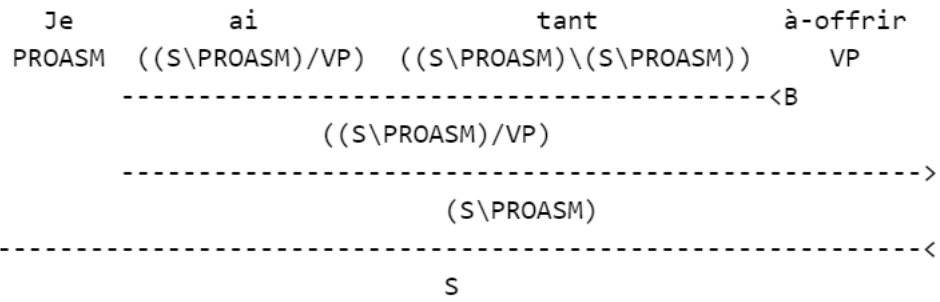 Je ai tant à-offrir
PROASM ((S\PROASM)/VP) ((S\PROASM)\(S\PROASM)) VP
------------------------------------------<B
((S\PROASM)/VP)
---------------------------------------------------->
(S\PROASM)
------------------------------------------------------------<
S